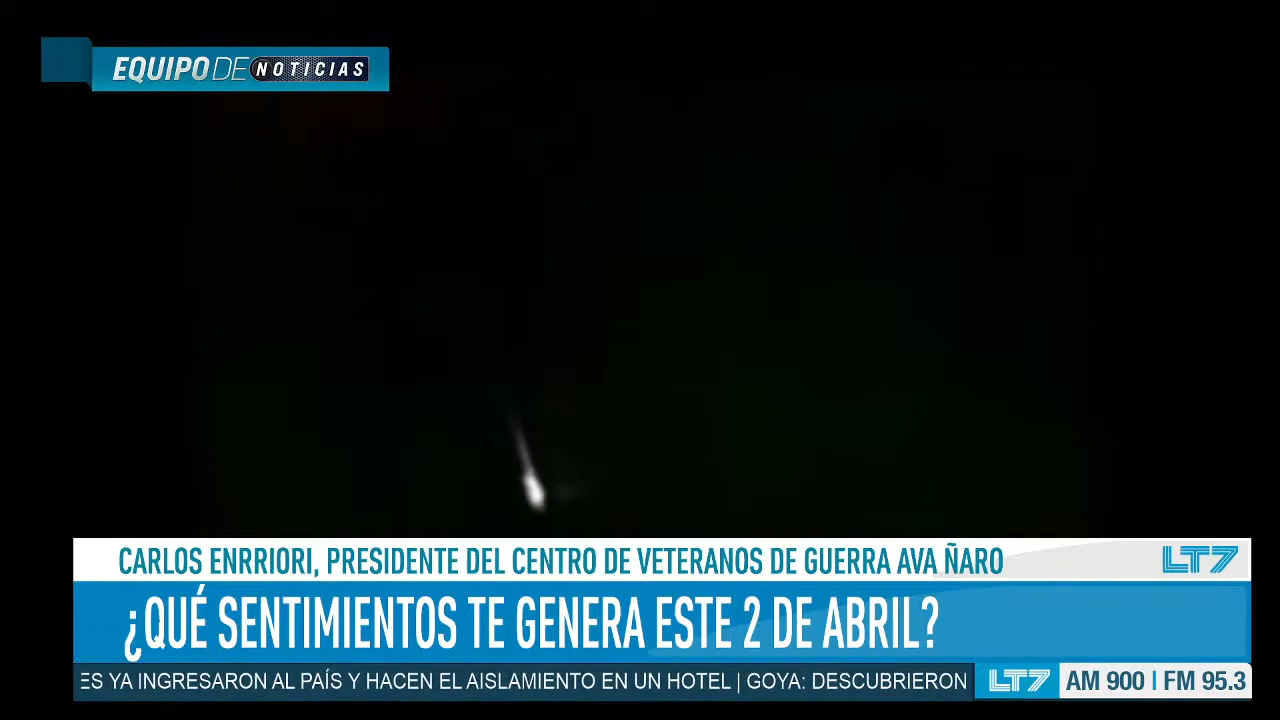 EQUIPO DE NOTICIAS
CARLOS ENRRIORI, PRESIDENTE DEL CENTRO DE VETERANOS DE GUERRA AVA ÑARO
LT7
¿QUÉ SENTIMIENTOS TE GENERA ESTE 2 DE ABRIL?
ES YA INGRESARON AL PAÍS Y HACEN EL AISLAMIENTO EN UN HOTEL | GOYA: DESCUBRIERON
LT7 AM 900 | FM 95.3